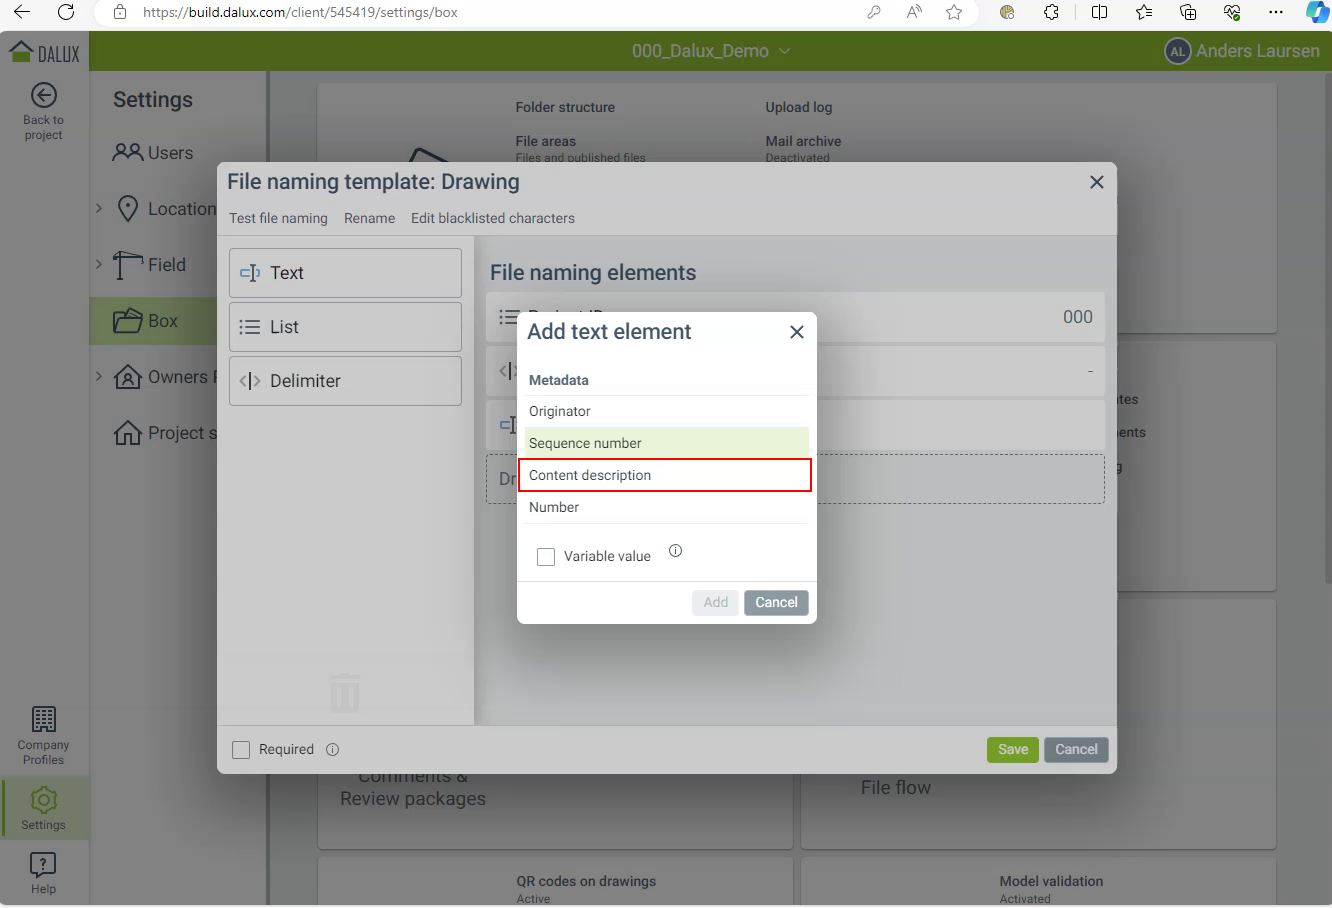 https://build.dalux.com/client/545419/settings/box
DALUX
000_Dalux_Demo
AL Anders Laursen
Back to
project
Settings
Users
Location
Field
Box
Owners
Project s
Company
Profiles
Settings
Help
Folder structure
Upload log
File areas
Files and published files
Mail archive
Deactivated
File naming template: Drawing
Test file naming Rename Edit blacklisted characters
Text
List
Delimiter
File naming elements
000
-
Dr
Add text element
Metadata
Originator
Sequence number
Content description
Number
Variable value
Add Cancel
Required
Save Cancel
Comments &
Review packages
File flow
QR codes on drawings
Active
Model validation
Activated